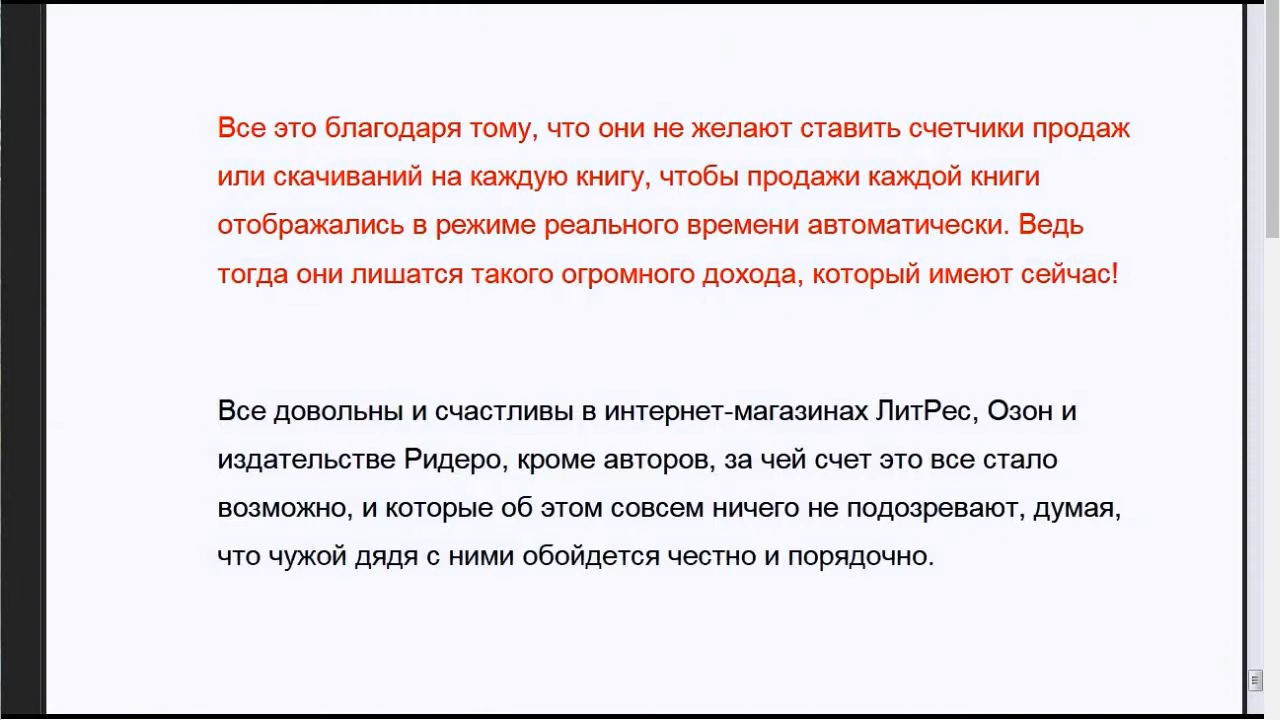 Все это благодаря тому, что они не желают ставить счетчики продаж
или скачиваний на каждую книгу, чтобы продажи каждой книги
отображались в режиме реального времени автоматически. Ведь
тогда они лишатся такого огромного дохода, который имеют сейчас!
Все довольны и счастливы в интернет-магазинах ЛитРес, Озон и
издательстве Ридеро, кроме авторов, за чей счет это все стало
возможно, и которые об этом совсем ничего не подозревают, думая,
что чужой дядя с ними обойдется честно и порядочно.